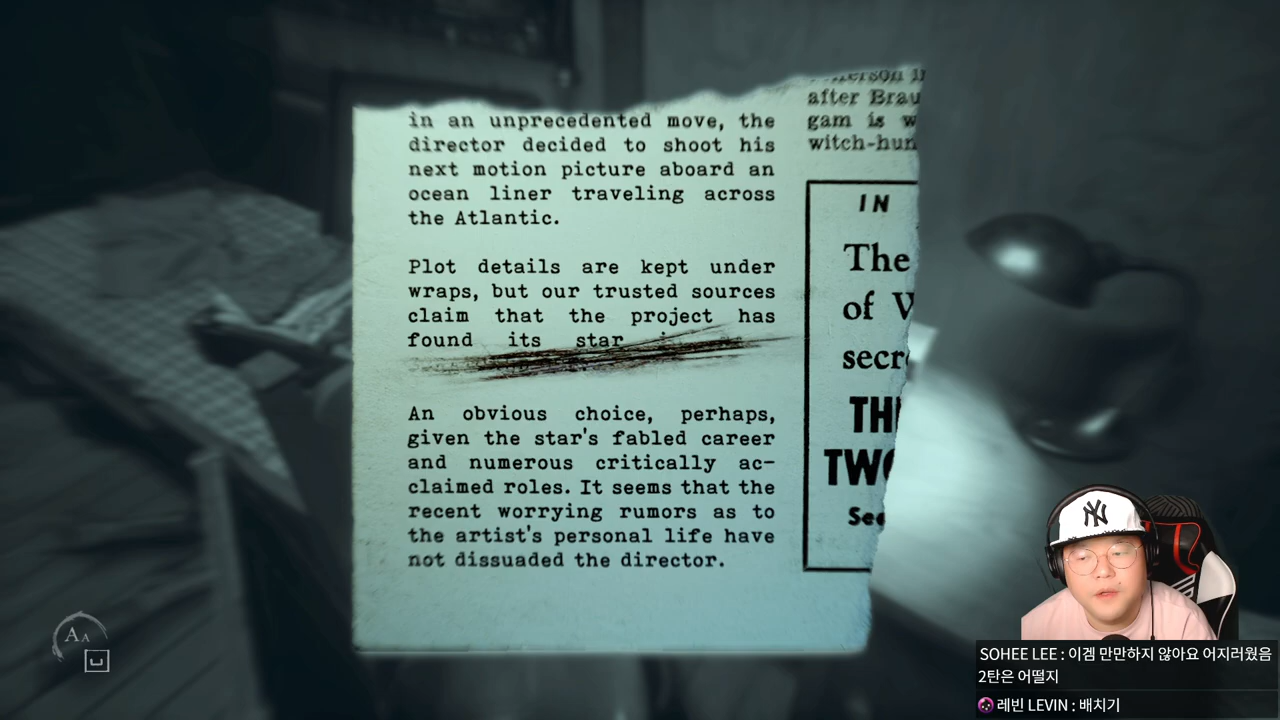 in an unprecedented move, the
director decided to shoot his
next motion picture aboard an
ocean liner traveling across
the Atlantic.
Plot details are kept under
wraps, but our trusted sources
claim that the project has
found its star
An obvious choice, perhaps,
given the star's fabled career
and numerous critically ac-
claimed roles. It seems that the
recent worrying rumors as to
the artist's personal life have
not dissuaded the director.
after Brau
gam is w
witch-hun
IN
The
of V
secr
TH
TWO
See
AA
NY
SOHEE LEE : 이겜 만만하지 않아요 어지러웠음
2탄은 어떨지
레빈 LEVIN : 배치기